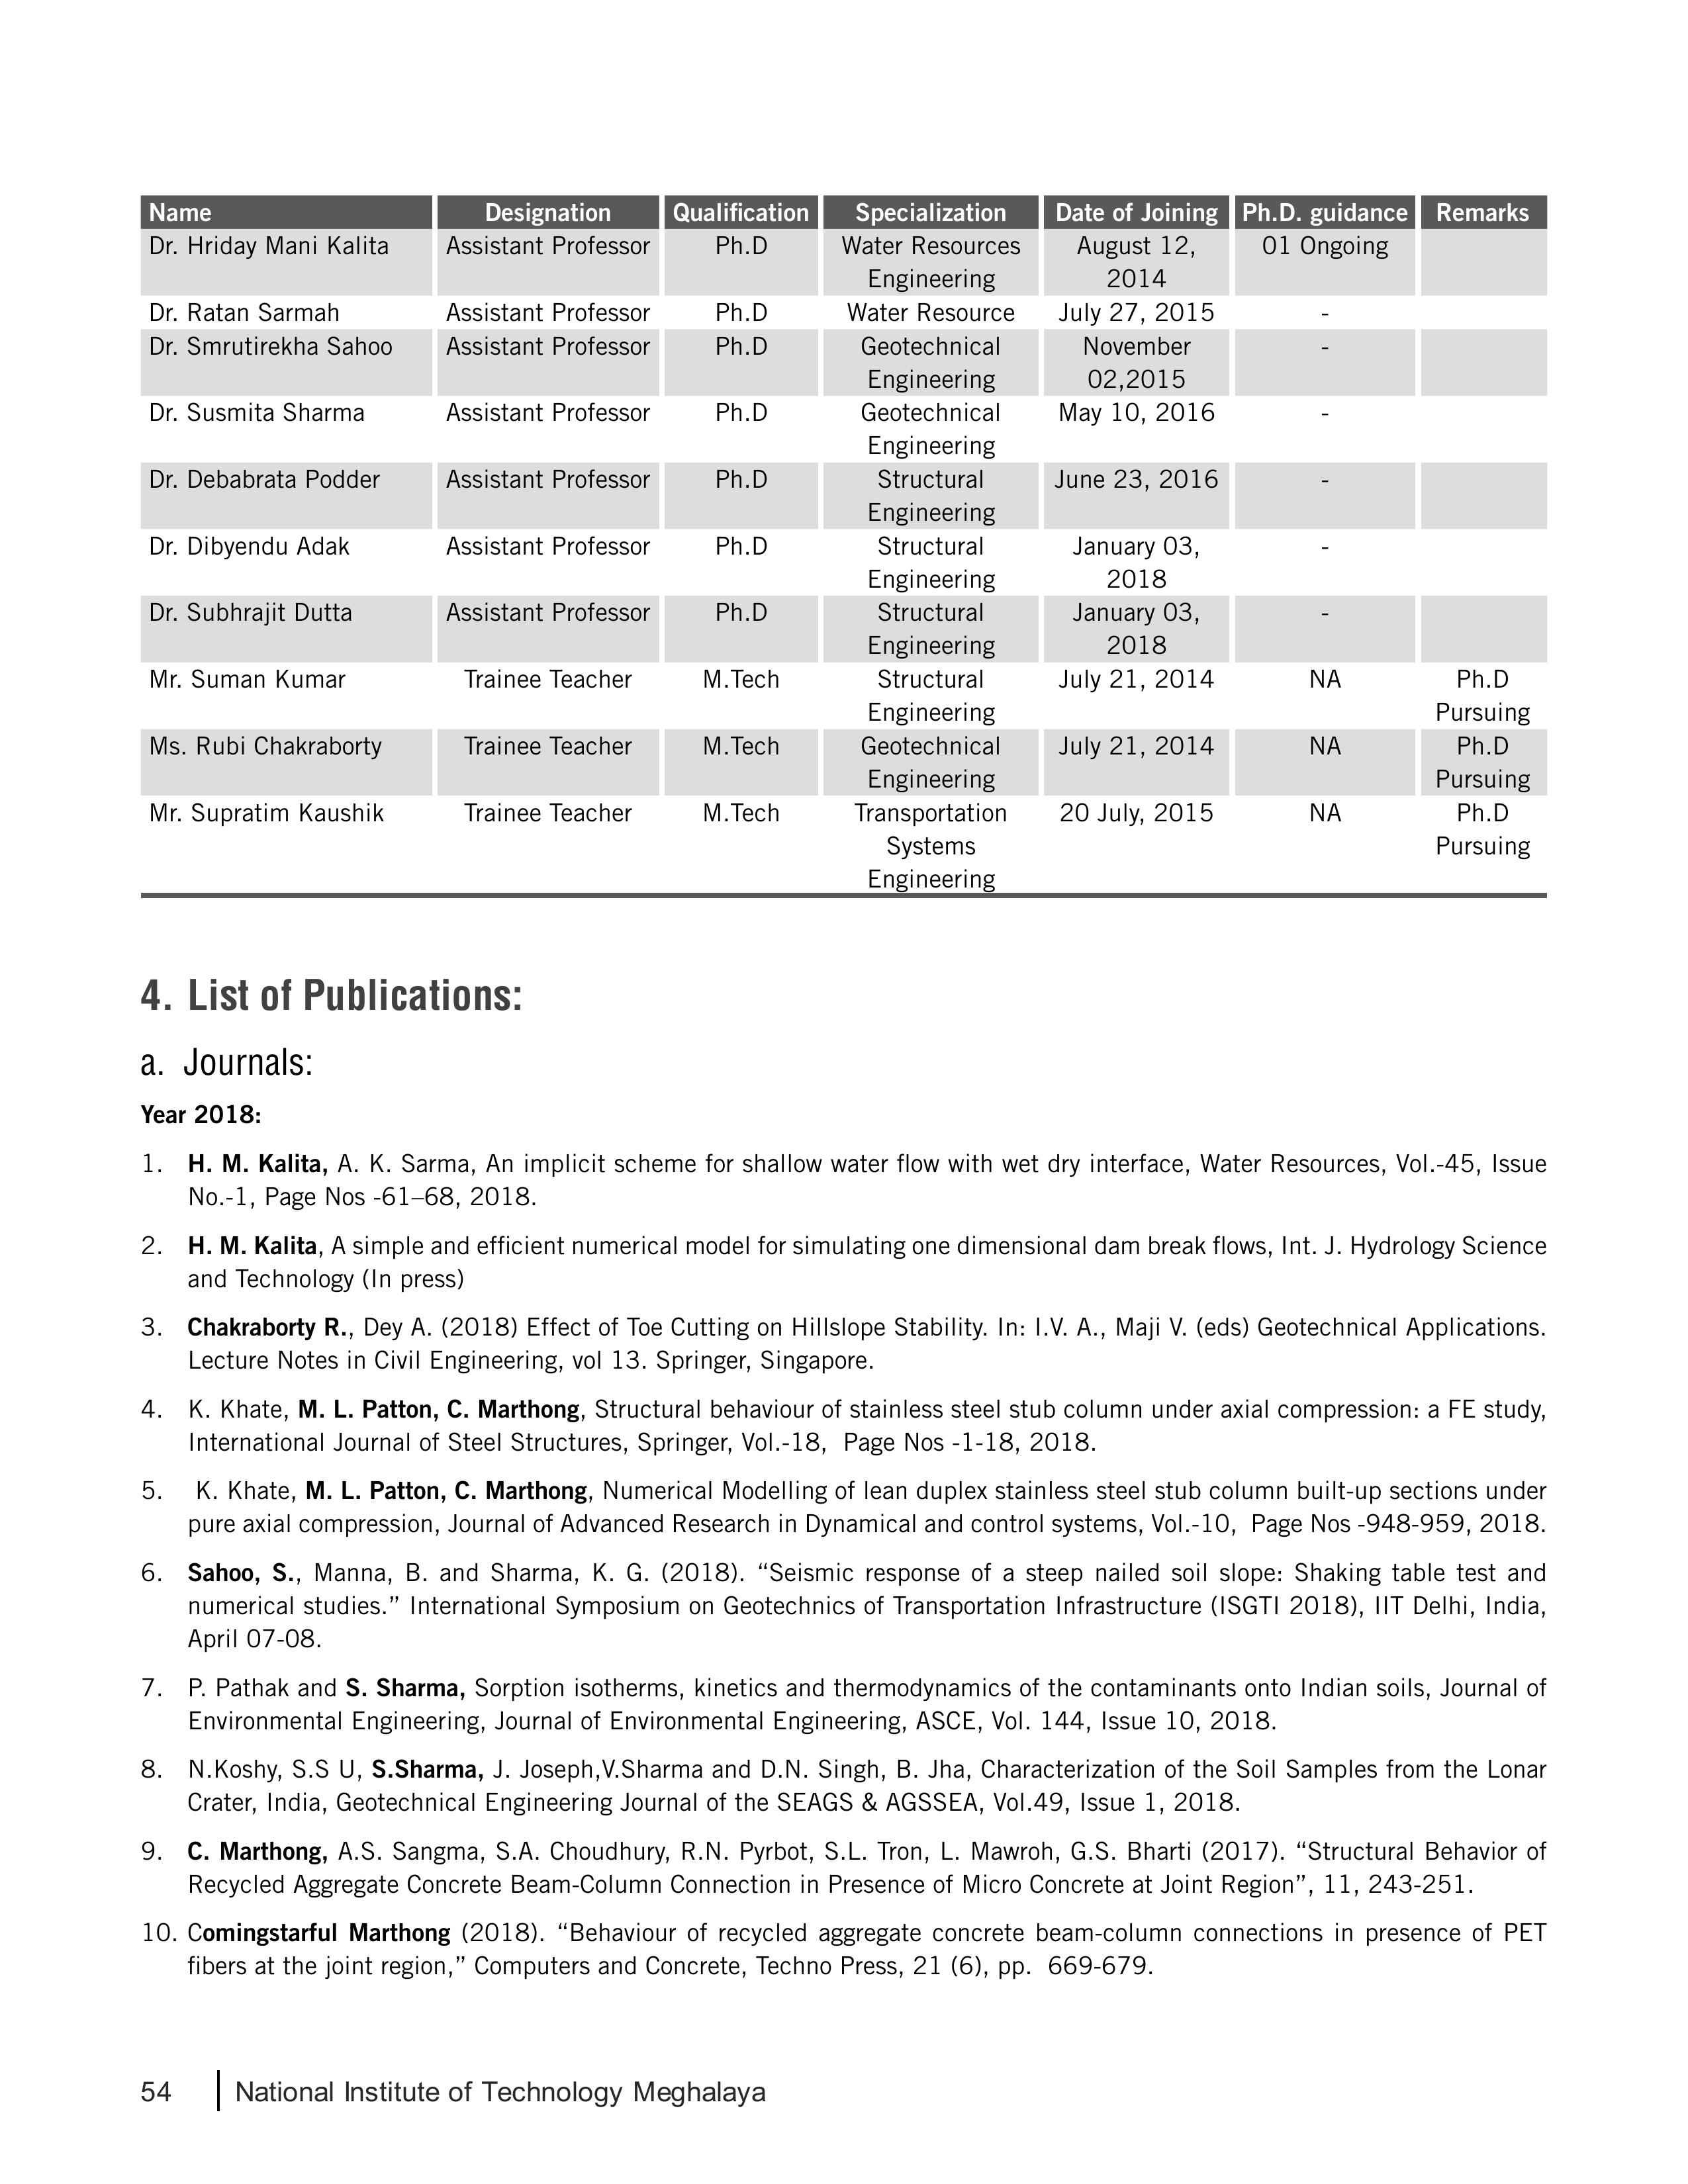 Name Designation Qualification Specialization Date of Joining Ph.D. guidance Remarks
Dr. Hriday Mani Kalita Assistant Professor Ph.D Water Resources August 12, 01 Ongoing
Engineering 2014
Dr. Ratan Sarmah Assistant Professor Ph.D Water Resource July 27, 2015 -
Dr. Smrutirekha Sahoo Assistant Professor Ph.D Geotechnical November -
Engineering 02,2015
Dr. Susmita Sharma Assistant Professor Ph.D Geotechnical May 10, 2016 -
Engineering
Dr. Debabrata Podder Assistant Professor Ph.D Structural June 23, 2016 -
Engineering
Dr. Dibyendu Adak Assistant Professor Ph.D Structural January 03, -
Engineering 2018
Dr. Subhrajit Dutta Assistant Professor Ph.D Structural January 03, -
Engineering 2018
Mr. Suman Kumar Trainee Teacher M.Tech Structural July 21, 2014 NA Ph.D
Engineering Pursuing
Ms. Rubi Chakraborty Trainee Teacher M.Tech Geotechnical July 21, 2014 NA Ph.D
Engineering Pursuing
Mr. Supratim Kaushik Trainee Teacher M.Tech Transportation 20 July, 2015 NA Ph.D
Systems Pursuing
Engineering
4. List of Publications:
a. Journals:
Year 2018:
1. H. M. Kalita, A. K. Sarma, An implicit scheme for shallow water flow with wet dry interface, Water Resources, Vol.-45, Issue
No.-1, Page Nos -61–68, 2018.
2. H. M. Kalita, A simple and efficient numerical model for simulating one dimensional dam break flows, Int. J. Hydrology Science
and Technology (In press)
3. Chakraborty R., Dey A. (2018) Effect of Toe Cutting on Hillslope Stability. In: I.V. A., Maji V. (eds) Geotechnical Applications.
Lecture Notes in Civil Engineering, vol 13. Springer, Singapore.
4. K. Khate, M. L. Patton, C. Marthong, Structural behaviour of stainless steel stub column under axial compression: a FE study,
International Journal of Steel Structures, Springer, Vol.-18, Page Nos -1-18, 2018.
5. K. Khate, M. L. Patton, C. Marthong, Numerical Modelling of lean duplex stainless steel stub column built-up sections under
pure axial compression, Journal of Advanced Research in Dynamical and control systems, Vol.-10, Page Nos -948-959, 2018.
6. Sahoo, S., Manna, B. and Sharma, K. G. (2018). “Seismic response of a steep nailed soil slope: Shaking table test and
numerical studies.” International Symposium on Geotechnics of Transportation Infrastructure (ISGTI 2018), IIT Delhi, India,
April 07-08.
7. P. Pathak and S. Sharma, Sorption isotherms, kinetics and thermodynamics of the contaminants onto Indian soils, Journal of
Environmental Engineering, Journal of Environmental Engineering, ASCE, Vol. 144, Issue 10, 2018.
8. N.Koshy, S.S U, S.Sharma, J. Joseph,V.Sharma and D.N. Singh, B. Jha, Characterization of the Soil Samples from the Lonar
Crater, India, Geotechnical Engineering Journal of the SEAGS & AGSSEA, Vol.49, Issue 1, 2018.
9. C. Marthong, A.S. Sangma, S.A. Choudhury, R.N. Pyrbot, S.L. Tron, L. Mawroh, G.S. Bharti (2017). “Structural Behavior of
Recycled Aggregate Concrete Beam-Column Connection in Presence of Micro Concrete at Joint Region”, 11, 243-251.
10. Comingstarful Marthong (2018). “Behaviour of recycled aggregate concrete beam-column connections in presence of PET
fibers at the joint region,” Computers and Concrete, Techno Press, 21 (6), pp. 669-679.
54 National Institute of Technology Meghalaya